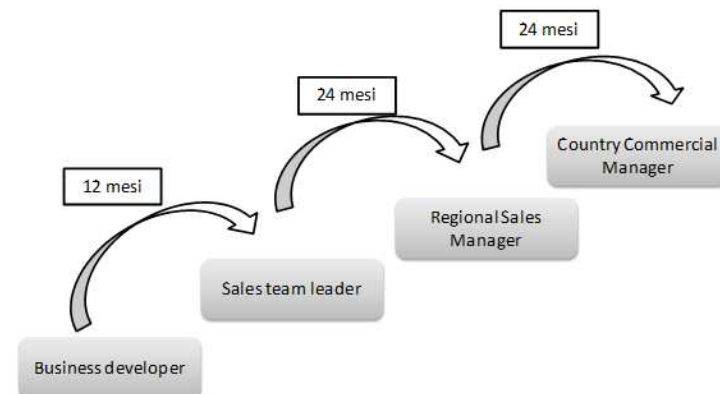 24 mesi
24 mesi
Country Commercial
Manager
12 mesi
Regional Sales
Manager
Sales team leader
Business developer